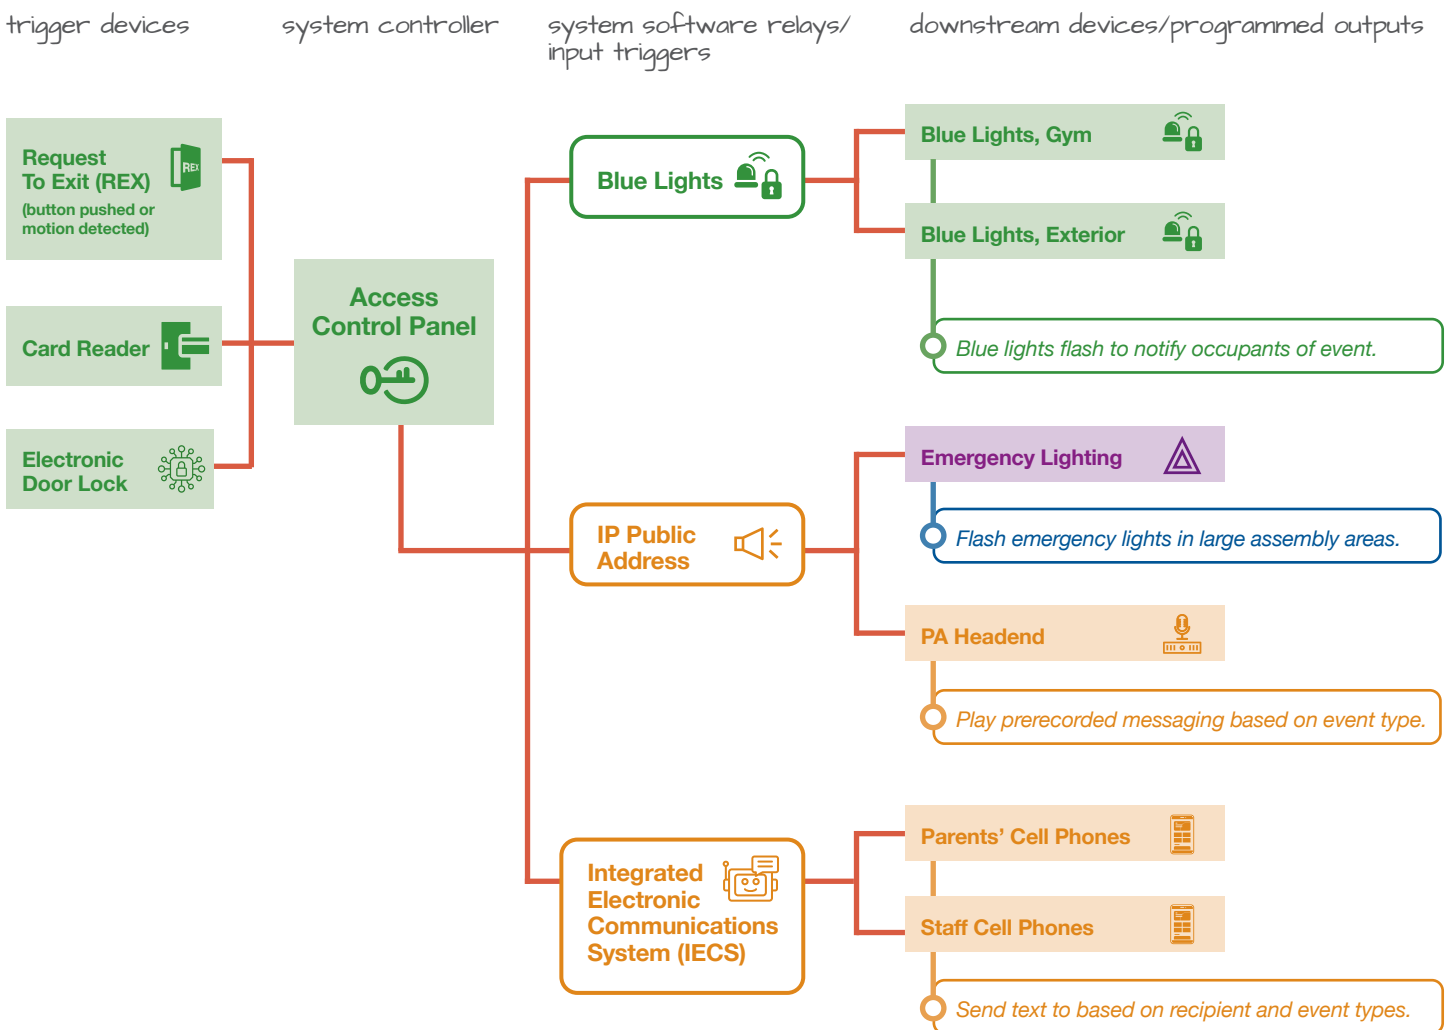 trigger devices
system controller
system software relays/
input triggers
downstream devices/programmed outputs
Request
To Exit (REX)
(button pushed or
motion detected)
REX
Card Reader
Electronic
Door Lock
Access
Control Panel
Blue Lights
Blue Lights, Gym
Blue Lights, Exterior
Blue lights flash to notify occupants of event.
IP Public
Address
Emergency Lighting
Flash emergency lights in large assembly areas.
PA Headend
Play prerecorded messaging based on event type.
Integrated
Electronic
Communications
System (IECS)
Parents’ Cell Phones
Staff Cell Phones
Send text to based on recipient and event types.